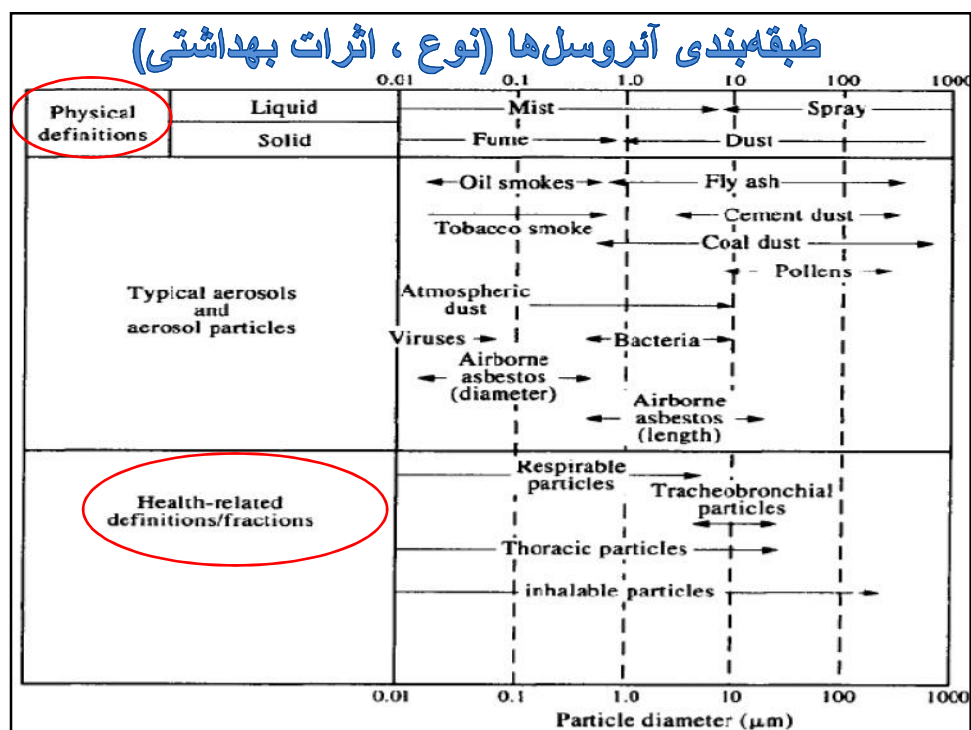 طبقه‌بندی آئروسل‌ها (نوع ، اثرات بهداشتی)
0.01 0.1 1.0 10 100 1000
Physical
definitions
Liquid
Mist
Spray
Solid
Fume
Dust
Oil smokes
Fly ash
Cement dust
Tobacco smoke
Coal dust
Pollens
Typical aerosols
and
aerosol particles
Atmospheric
dust
Viruses
Bacteria
Airborne
asbestos
(diameter)
Airborne
asbestos
(length)
Health-related
definitions/fractions
Respirable
particles
Tracheobronchial
particles
Thoracic particles
inhalable particles
0.01 0.1 1.0 10 100 1000
Particle diameter (μm)